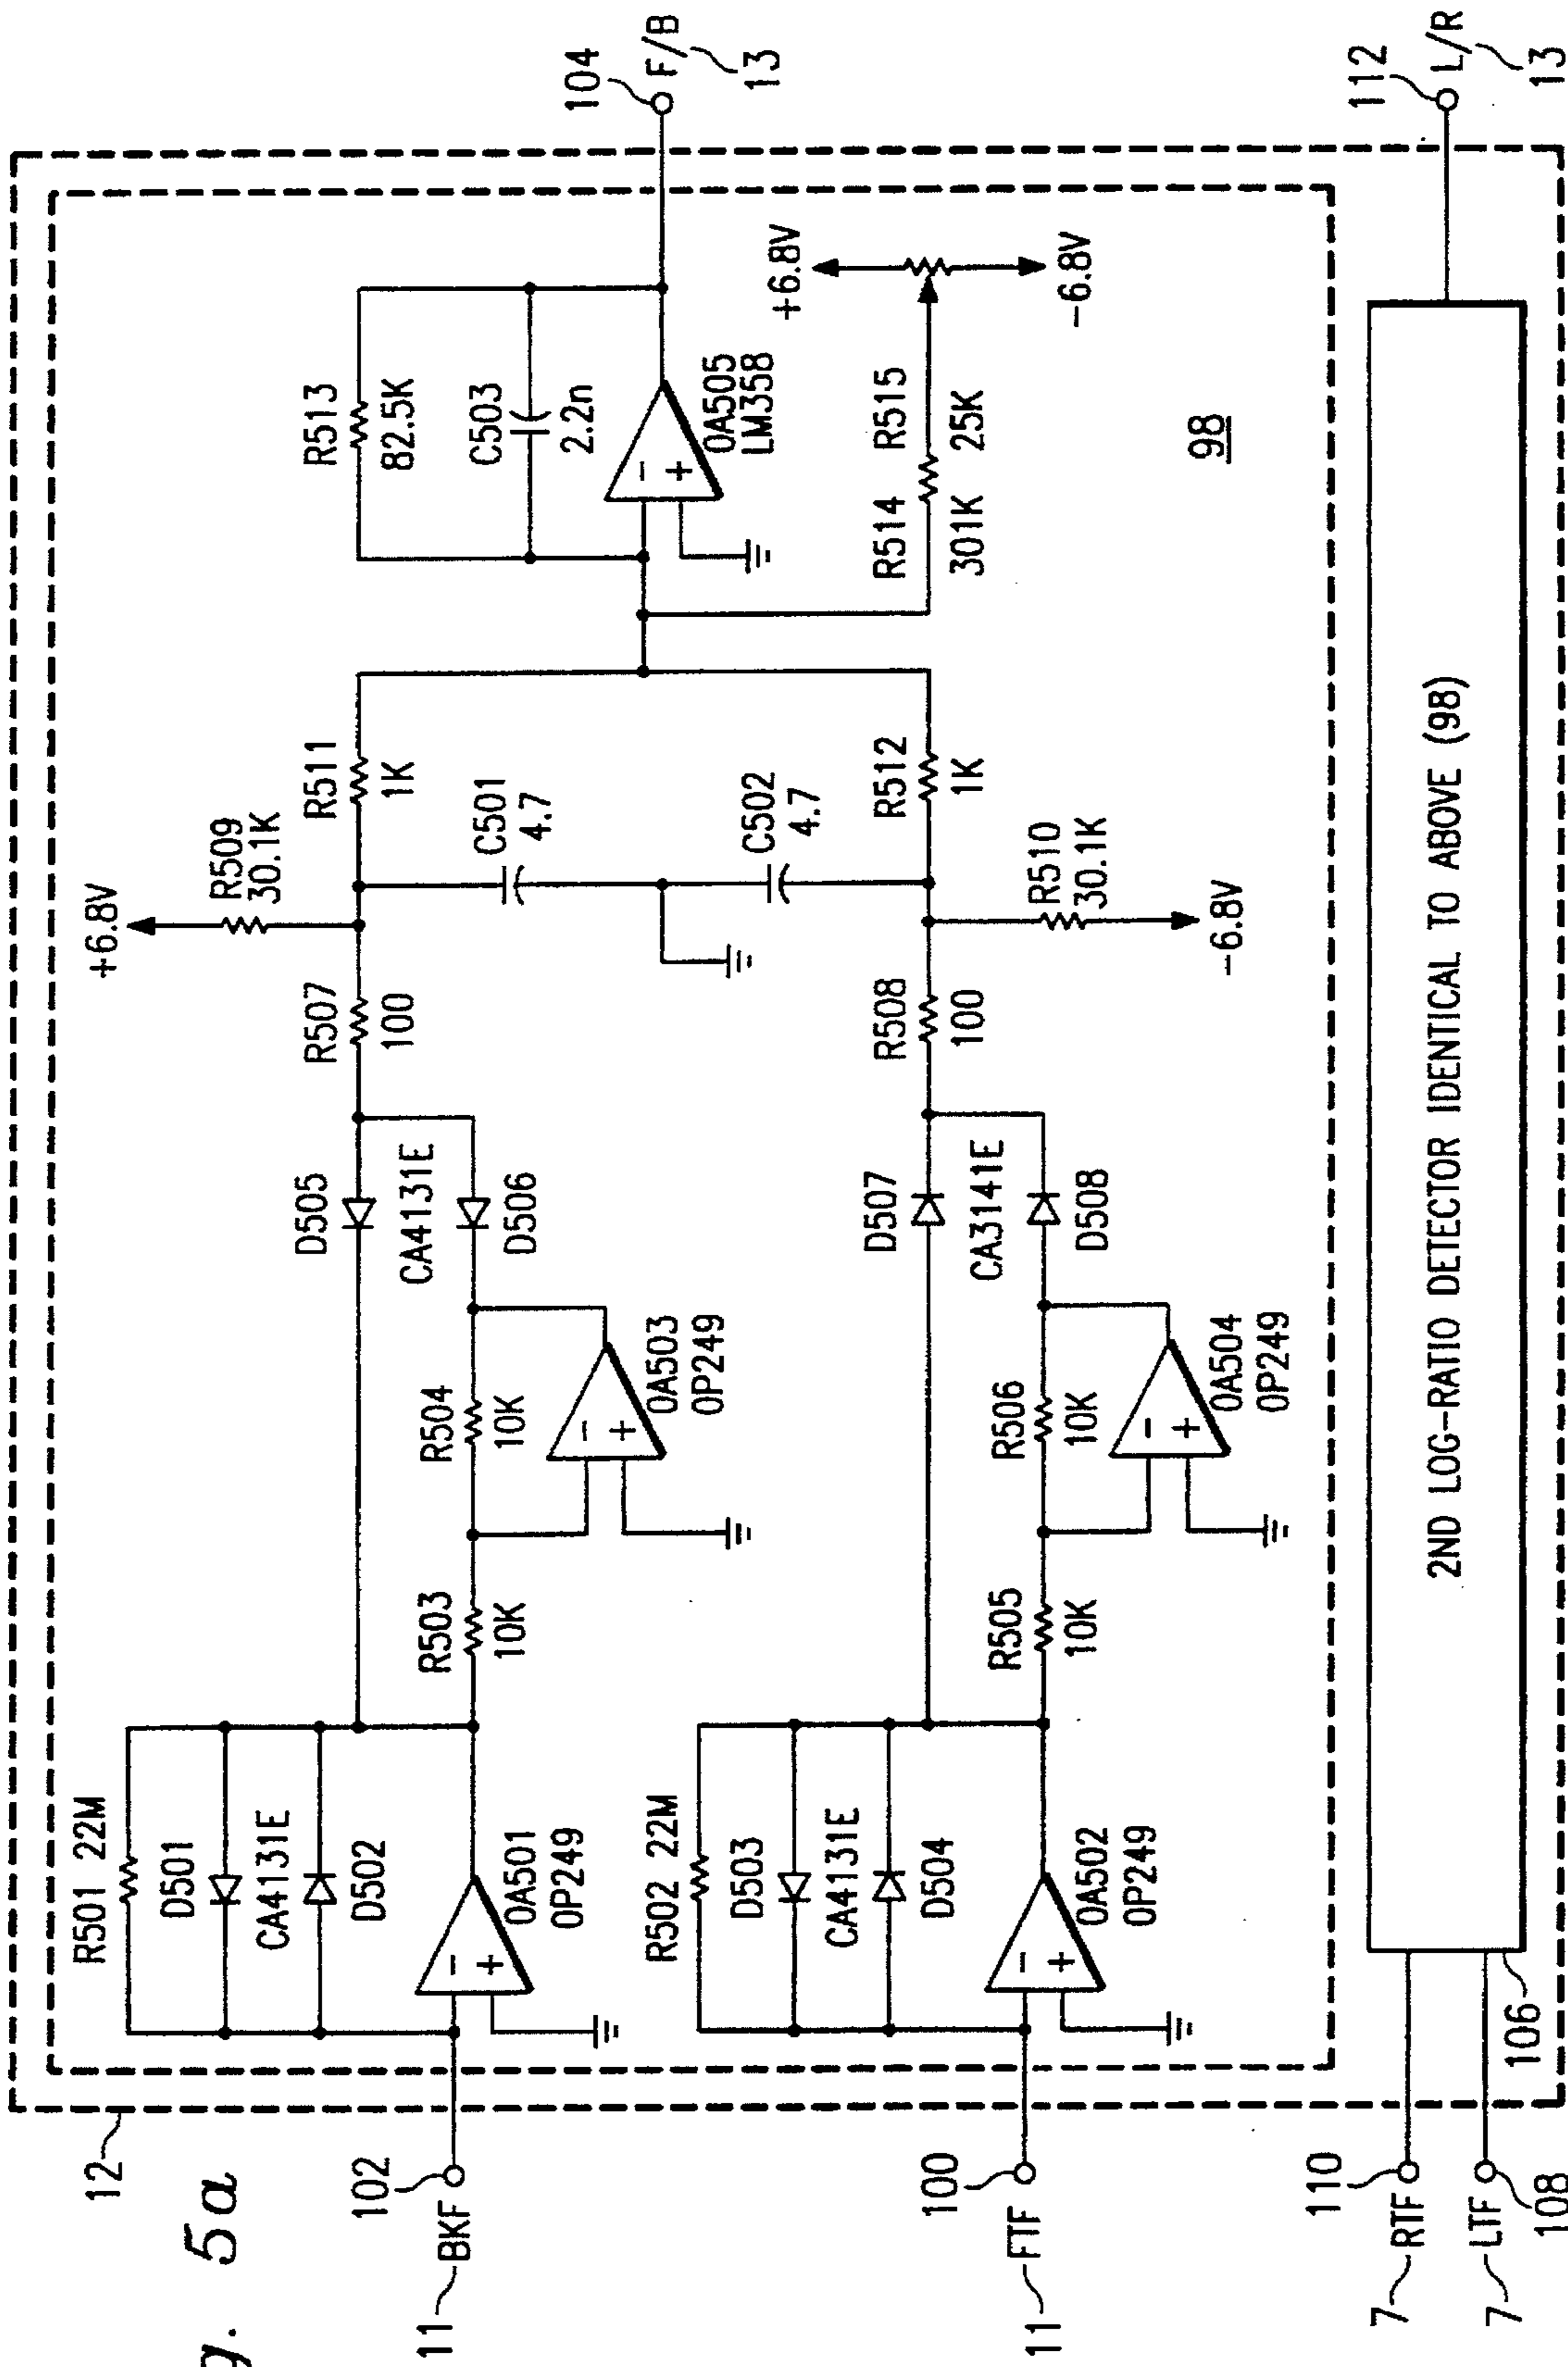 g. 5a
12
R501 22M
D501
CA4131E
D502
0A501
OP249
102
11
BKF
R503
10K
R504
10K
0A503
OP249
D505
CA4131E
D506
R507
100
+6.8V
R509
30.1K
R511
1K
C501
4.7
C502
4.7
R513
82.5K
C503
2.2n
0A505
LM358
104
F/B
13
R502 22M
D503
CA4131E
D504
0A502
OP249
100
11
FTF
R505
10K
R506
10K
0A504
OP249
D507
CA3141E
D508
R508
100
R512
1K
R510
30.1K
-6.8V
R514
301K
R515
25K
+6.8V
-6.8V
98
110
7
RTF
7
LTF
108
106
2ND LOG-RATIO DETECTOR IDENTICAL TO ABOVE (98)
112
L/R
13